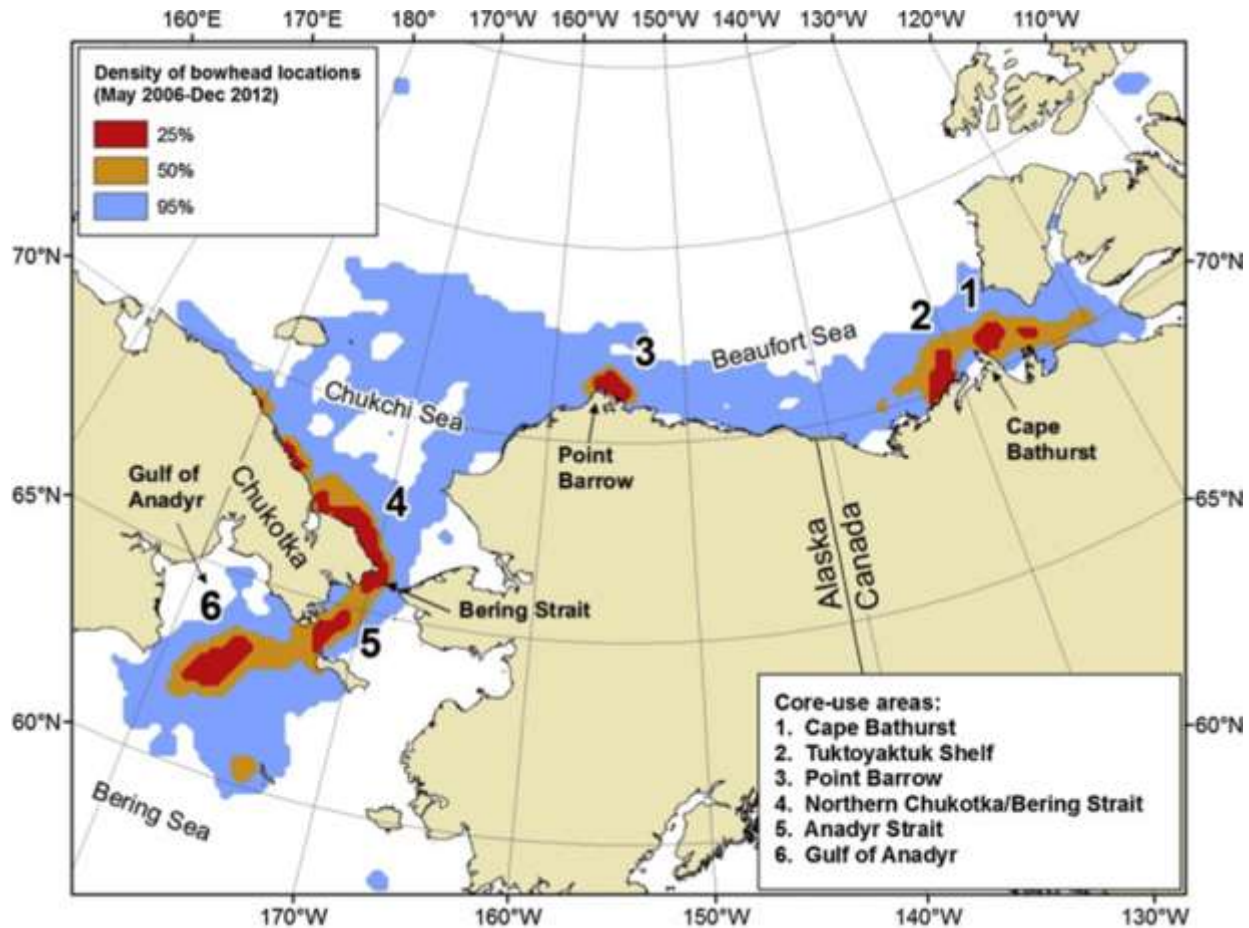 160°E 170°E 180° 170°W 160°W 150°W 140°W 130°W 120°W 110°W
Density of bowhead locations
(May 2006-Dec 2012)
25%
50%
95%
70°N
70°N
1
2
3
Beaufort Sea
Chukchi Sea
Cape
Bathurst
Point
Barrow
Gulf of
Anadyr
Chukotka
4
65°N
65°N
Alaska
Canada
6
Bering Strait
5
60°N
60°N
Bering Sea
Core-use areas:
1. Cape Bathurst
2. Tuktoyaktuk Shelf
3. Point Barrow
4. Northern Chukotka/Bering Strait
5. Anadyr Strait
6. Gulf of Anadyr
170°W 160°W 150°W 140°W 130°W